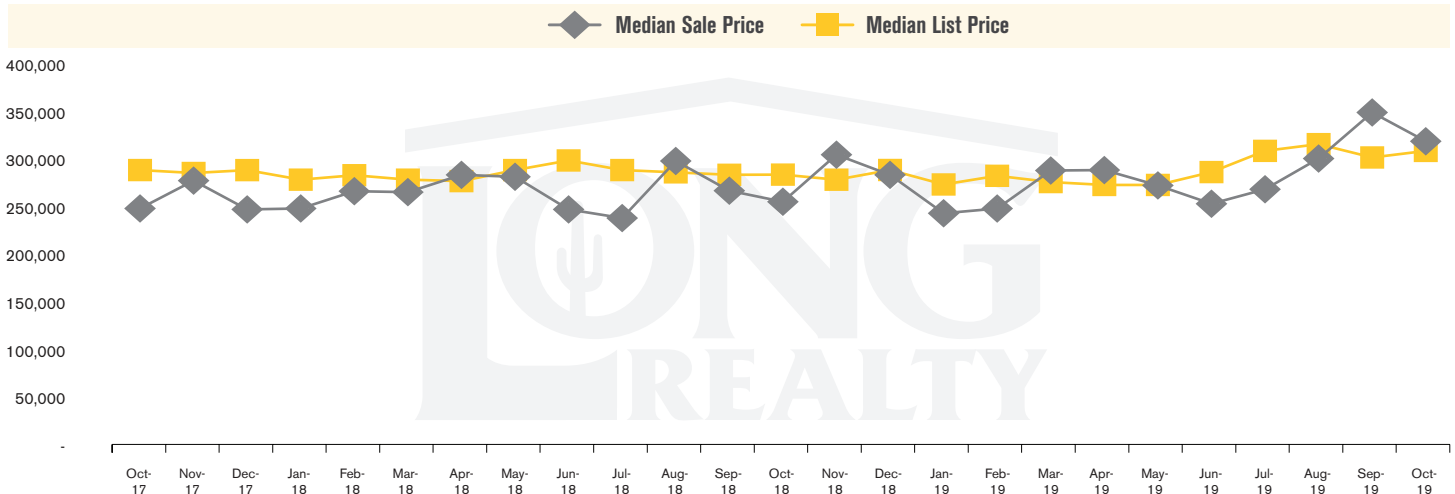 Median Sale Price Median List Price
400,000
350,000
300,000
250,000
200,000
150,000
100,000
50,000
-
LONG
REALTY
Oct- Nov- Dec- Jan- Feb- Mar- Apr- May- Jun- Jul- Aug- Sep- Oct- Nov- Dec- Jan- Feb- Mar- Apr- May- Jun- Jul- Aug- Sep- Oct-
17 17 17 18 18 18 18 18 18 18 18 18 18 18 18 19 19 19 19 19 19 19 19 19 19